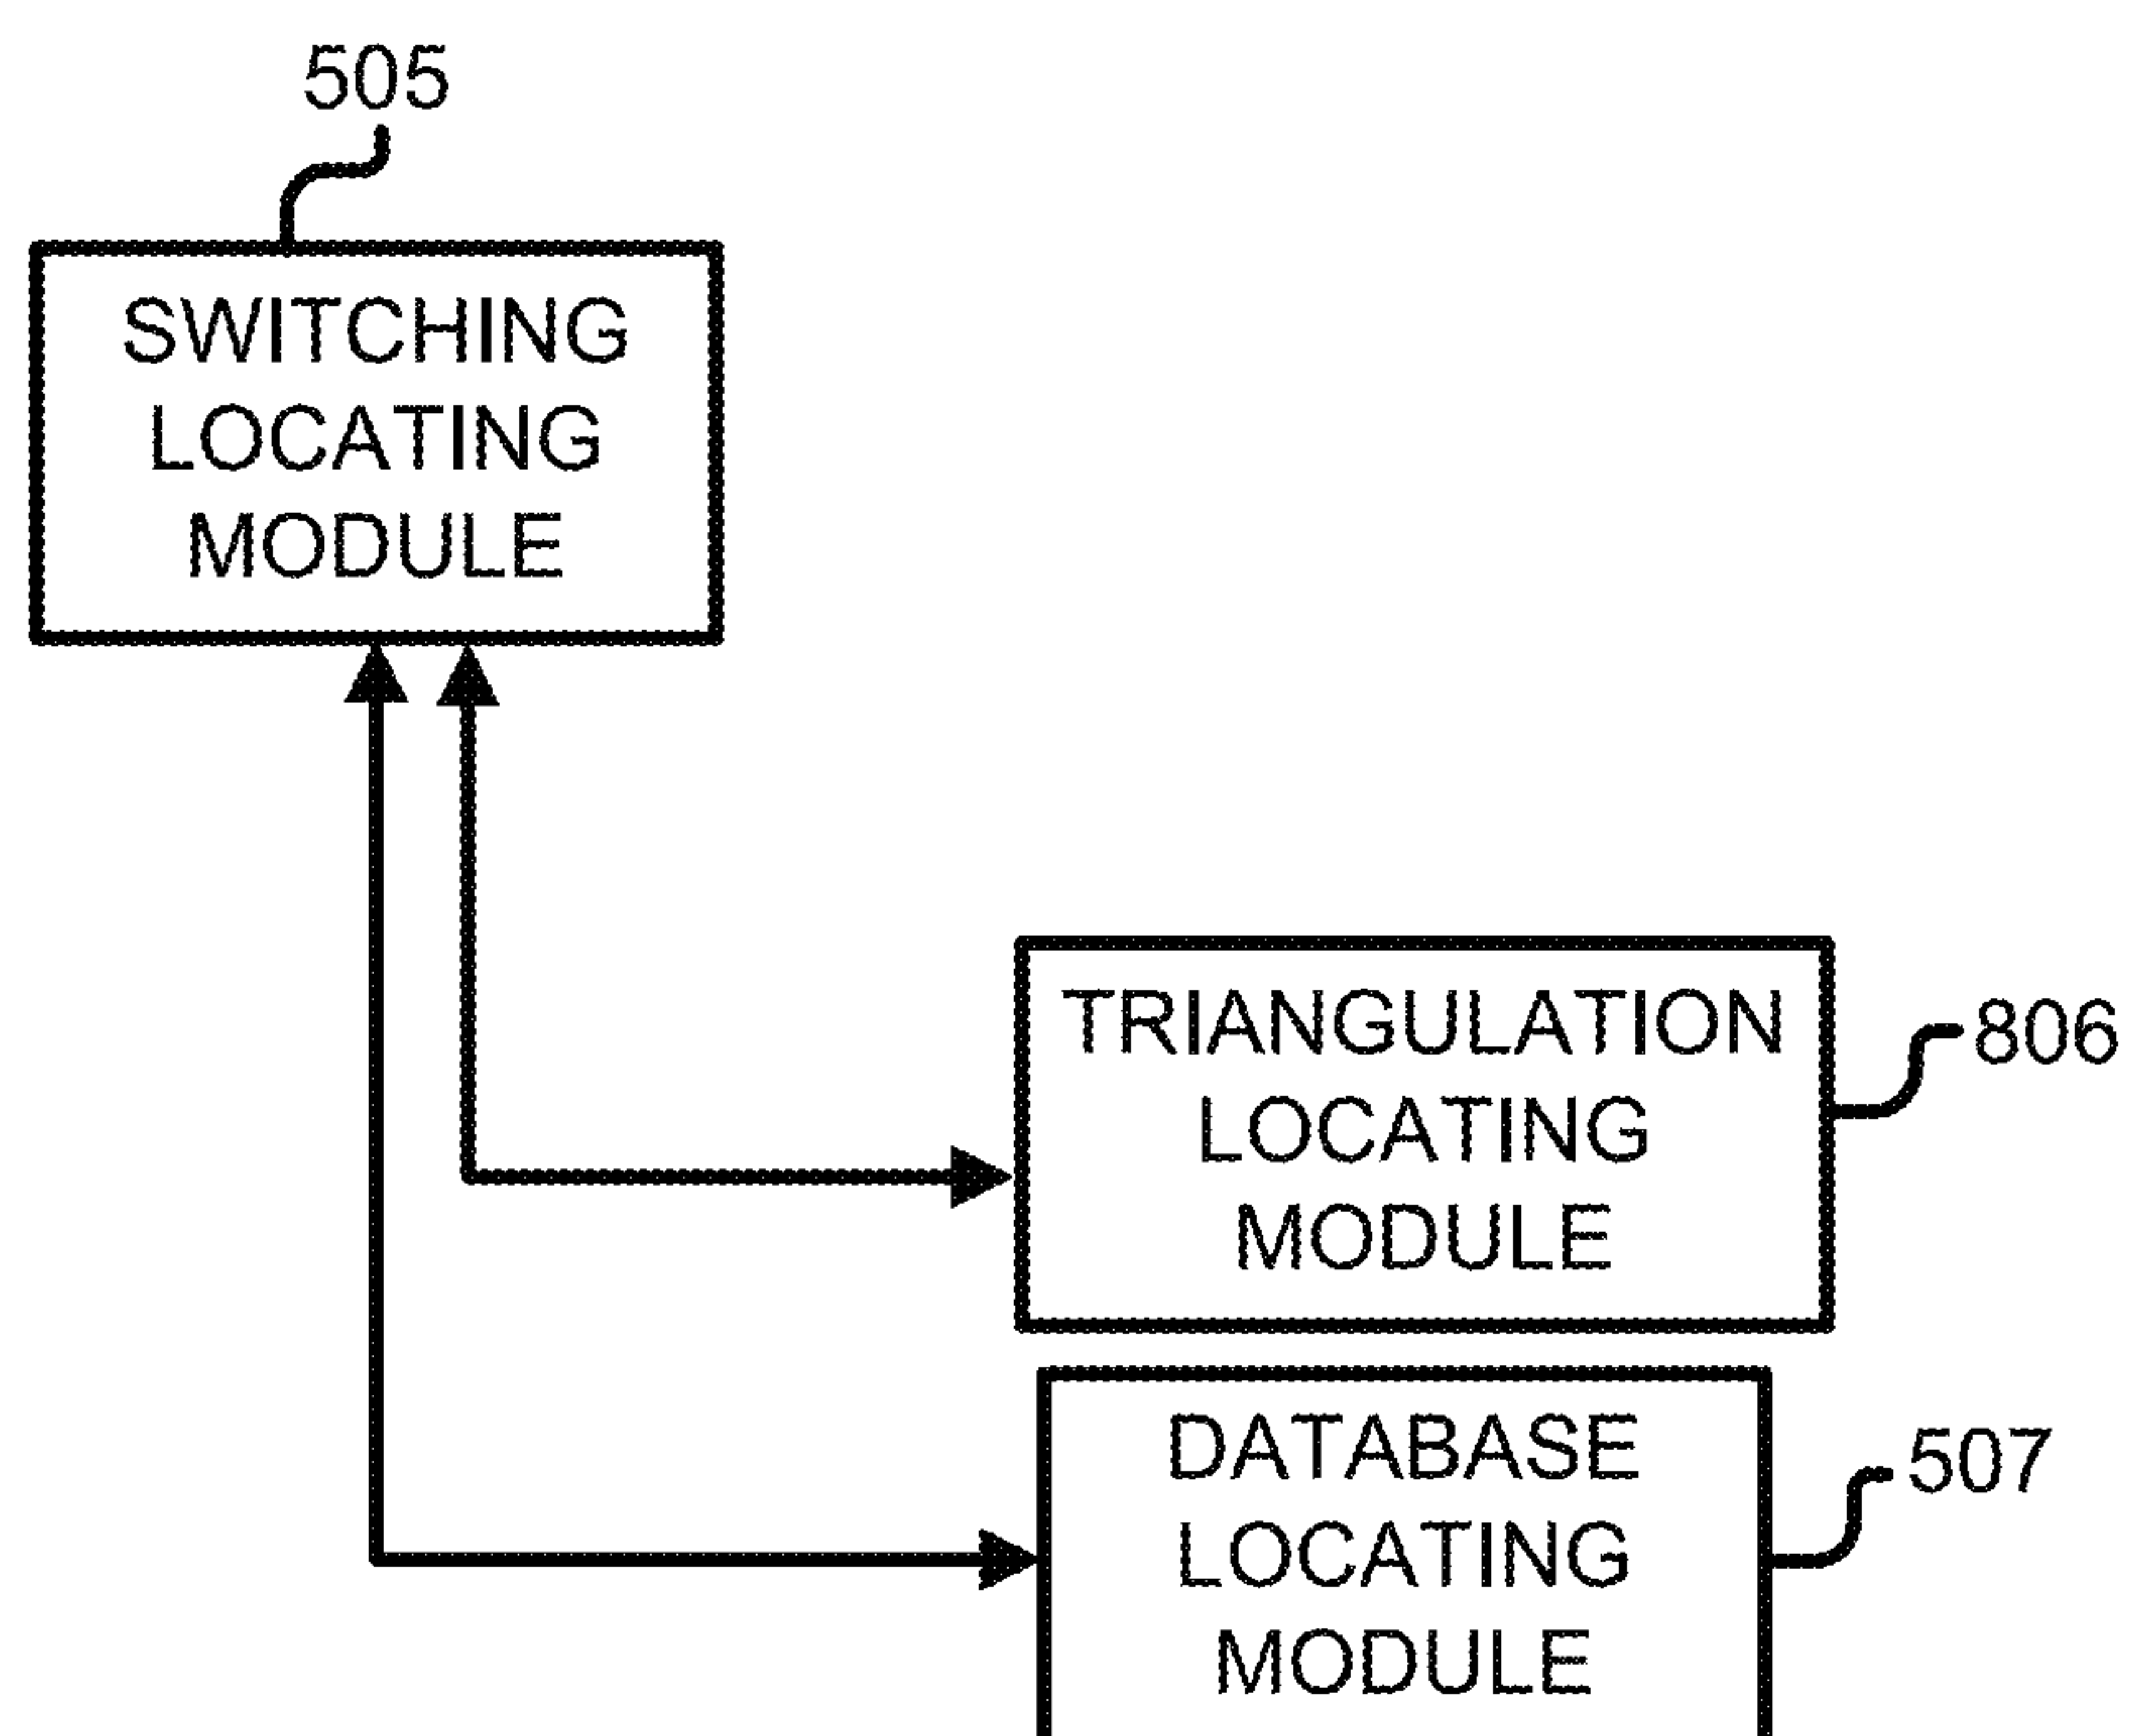 505
SWITCHING
LOCATING
MODULE
TRIANGULATION
LOCATING
MODULE
806
DATABASE
LOCATING
MODULE
507